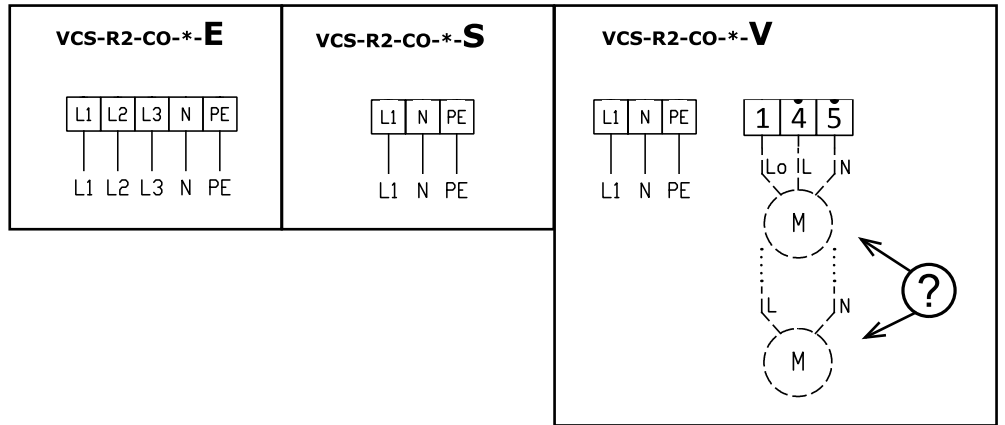 VCS-R2-CO-*-E
L1 L2 L3 N PE
L1 L2 L3 N PE
VCS-R2-CO-*-S
L1 N PE
L1 N PE
VCS-R2-CO-*-V
L1 N PE
L1 N PE
1 4 5
Lo L N
M
?
L N
M